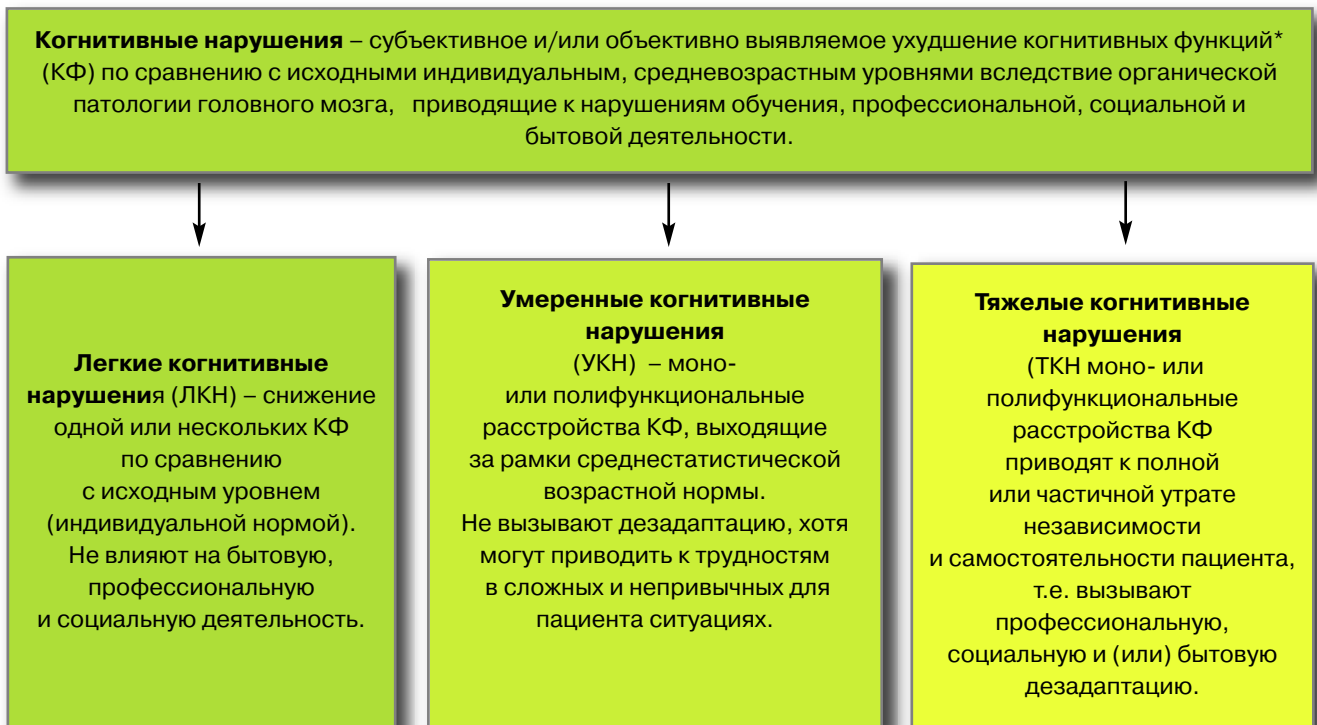 Когнитивные нарушения – субъективное и/или объективно выявляемое ухудшение когнитивных функций*
(КФ) по сравнению с исходными индивидуальным, средневозрастным уровнями вследствие органической
патологии головного мозга, приводящие к нарушениям обучения, профессиональной, социальной и
бытовой деятельности.
Легкие когнитивные
нарушения (ЛКН) – снижение
одной или нескольких КФ
по сравнению
с исходным уровнем
(индивидуальной нормой).
Не влияют на бытовую,
профессиональную
и социальную деятельность.
Умеренные когнитивные
нарушения
(УКН) – моно-
или полифункциональные
расстройства КФ, выходящие
за рамки среднестатистической
возрастной нормы.
Не вызывают дезадаптацию, хотя
могут приводить к трудностям
в сложных и непривычных для
пациента ситуациях.
Тяжелые когнитивные
нарушения
(ТКН моно- или
полифункциональные
расстройства КФ
приводят к полной
или частичной утрате
независимости
и самостоятельности пациента,
т.е. вызывают
профессиональную,
социальную и (или) бытовую
дезадаптацию.